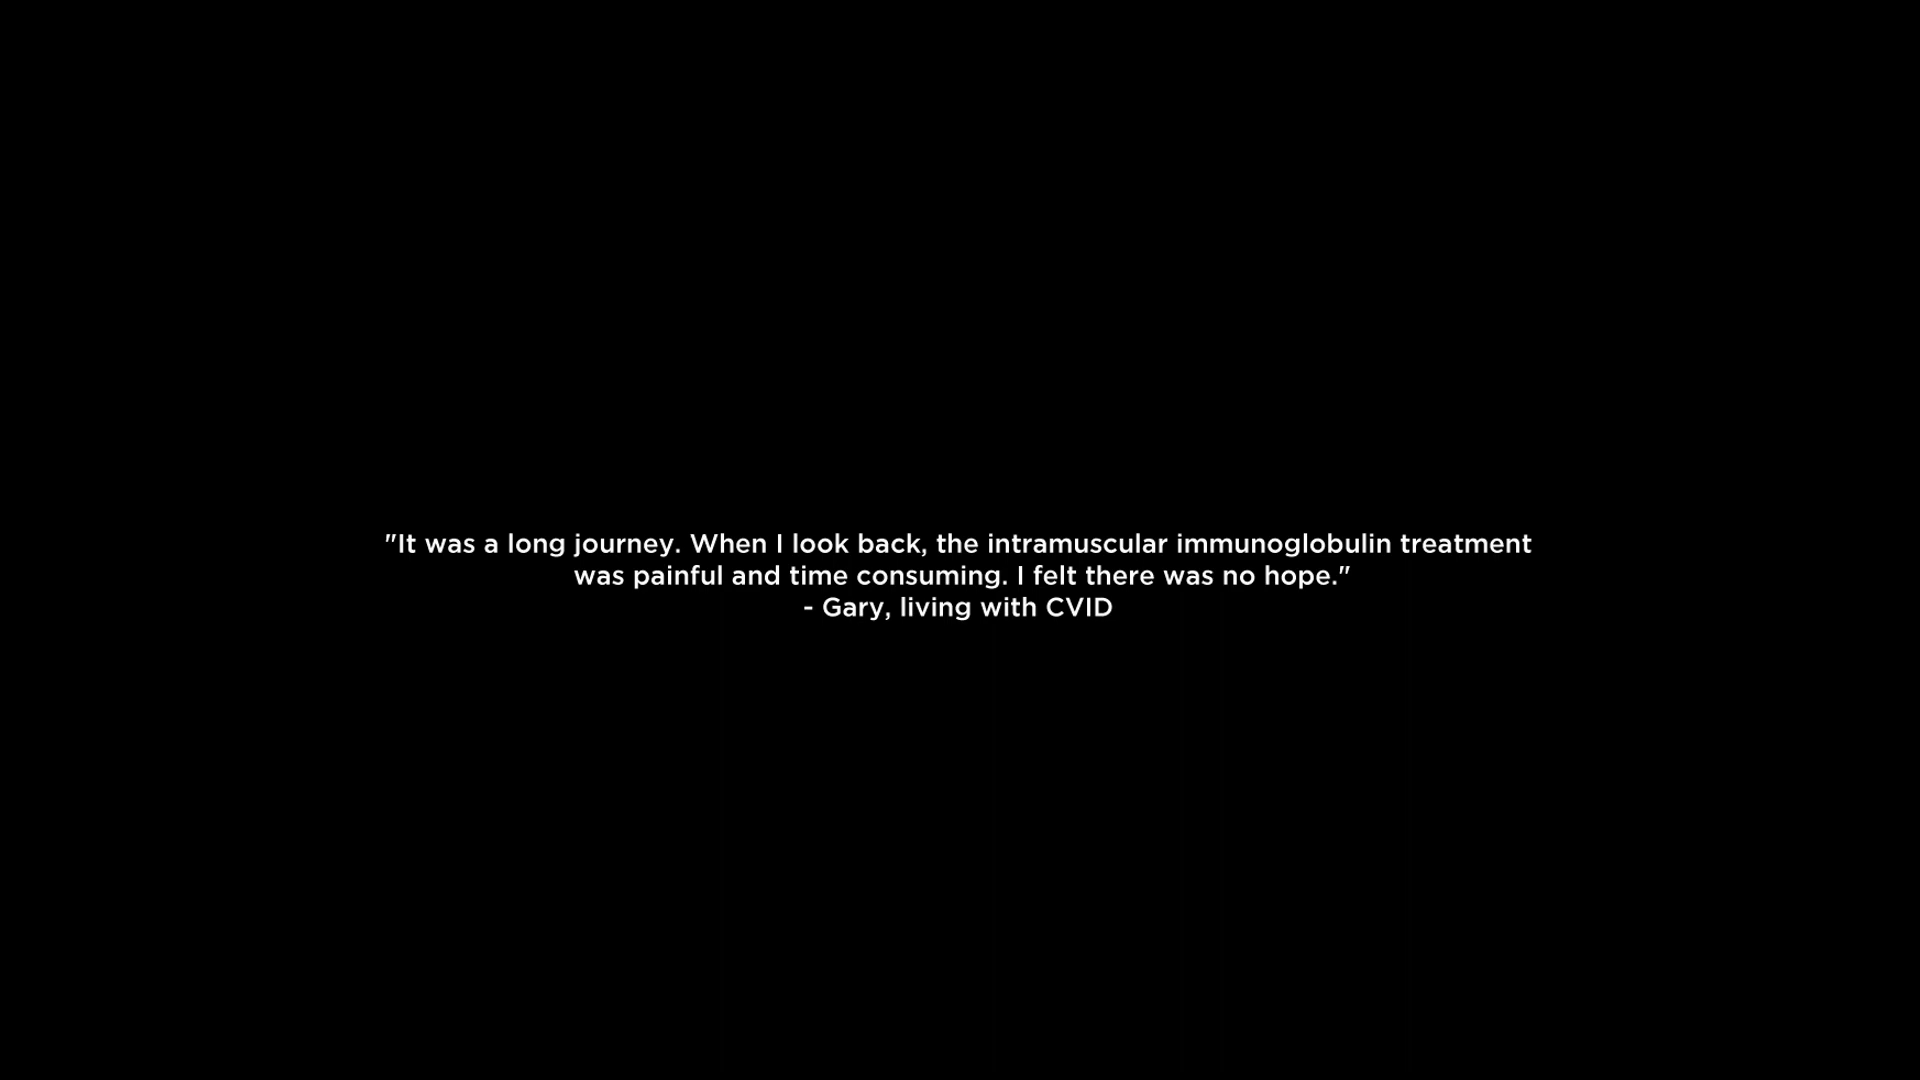 "It was a long journey. When I look back, the intramuscular immunoglobulin treatment
was painful and time consuming. I felt there was no hope."
- Gary, living with CVID